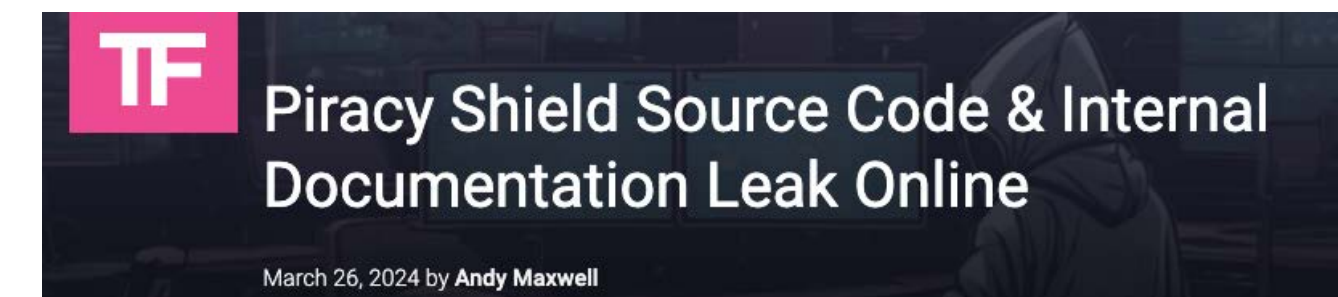 TF
Piracy Shield Source Code & Internal
Documentation Leak Online
March 26, 2024 by Andy Maxwell